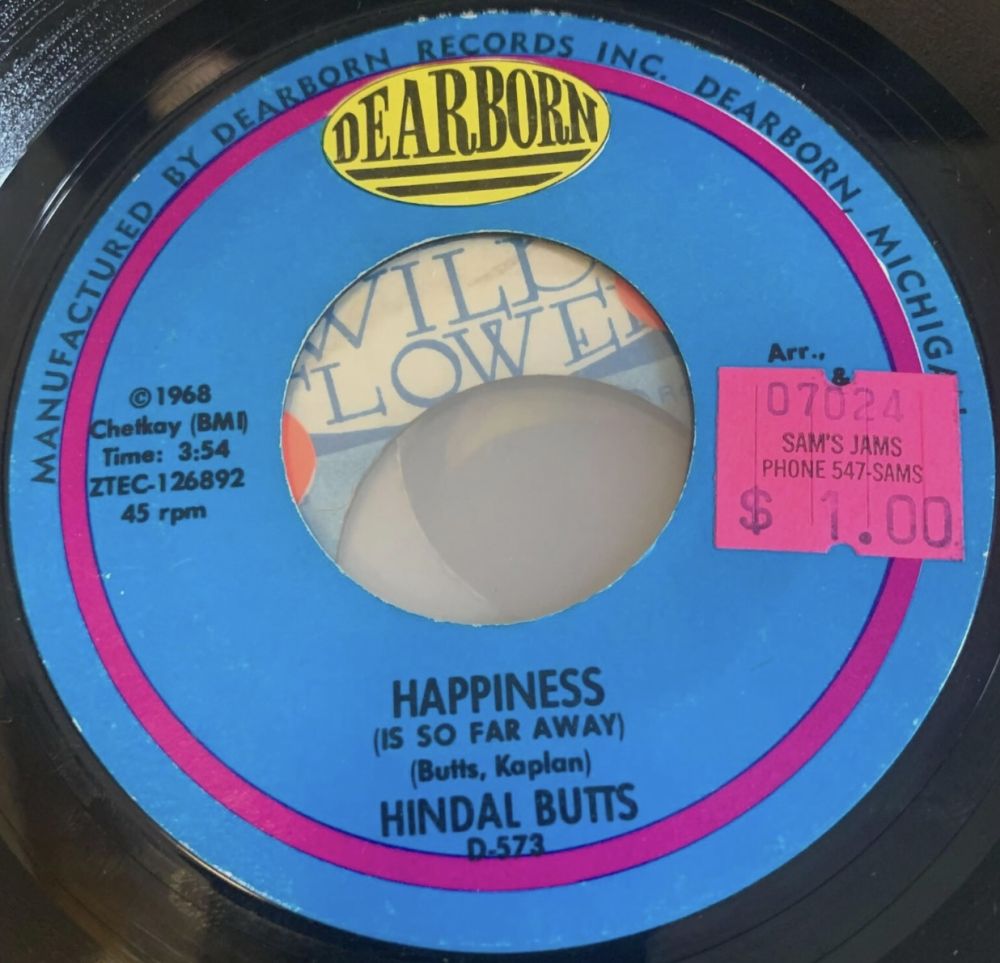 MANUFACTURED BY DEARBORN RECORDS INC. DEARBORN, MICHIGA
DEARBORN
WILD
LOWE
©1968
Chetkay (BMI)
Time: 3:54
ZTEC-126892
45 rpm
Arr.,
&
07024
SAM'S JAMS
PHONE 547-SAMS
$ 1.00
HAPPINESS
(IS SO FAR AWAY)
(Butts, Kaplan)
HINDAL BUTTS
D-573